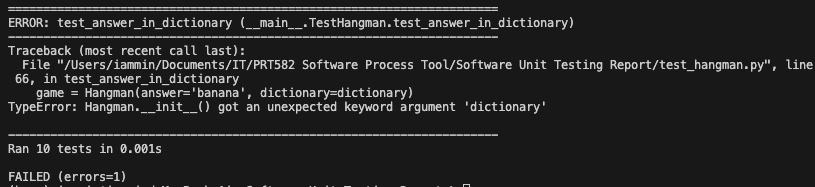 ======================================================================
ERROR: test_answer_in_dictionary (__main__.TestHangman.test_answer_in_dictionary)
----------------------------------------------------------------------
Traceback (most recent call last):
  File "/Users/iammin/Documents/IT/PRT582 Software Process Tool/Software Unit Testing Report/test_hangman.py", line
 66, in test_answer_in_dictionary
    game = Hangman(answer='banana', dictionary=dictionary)
TypeError: Hangman.__init__() got an unexpected keyword argument 'dictionary'
----------------------------------------------------------------------
Ran 10 tests in 0.001s
FAILED (errors=1)